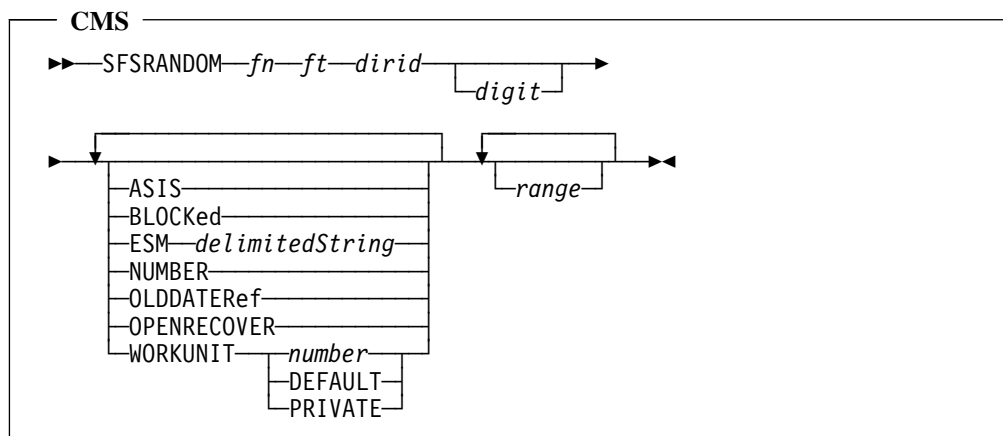 CMS
SFSRANDOM fn ft dirid
digit
ASIS
BLOCKed
range
ESM delimitedString
NUMBER
OLDDATERef
OPENRECOVER
WORKUNIT number
DEFAULT
PRIVATE